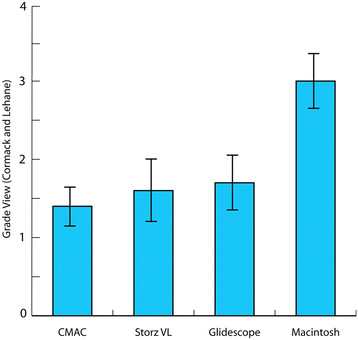 Grade View (Cormack and Lehane)
4
3
2
1
0
CMAC
Storz VL
Glidescope
Macintosh